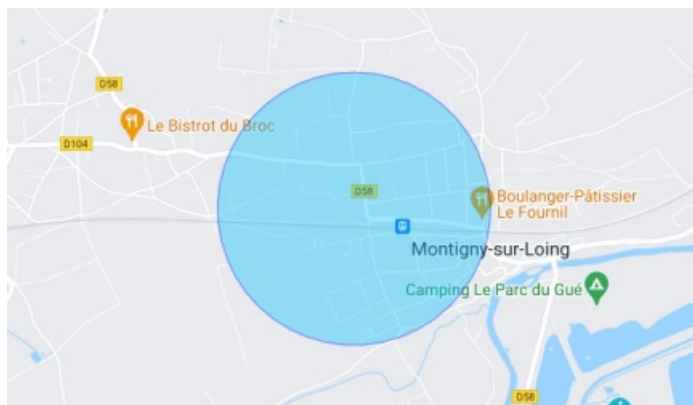 D58
Le Bistrot du Broc
D104
D58
Boulanger-Pâtissier
Le Fournil
Montigny-sur-Loing
Camping Le Parc du Gué
D58